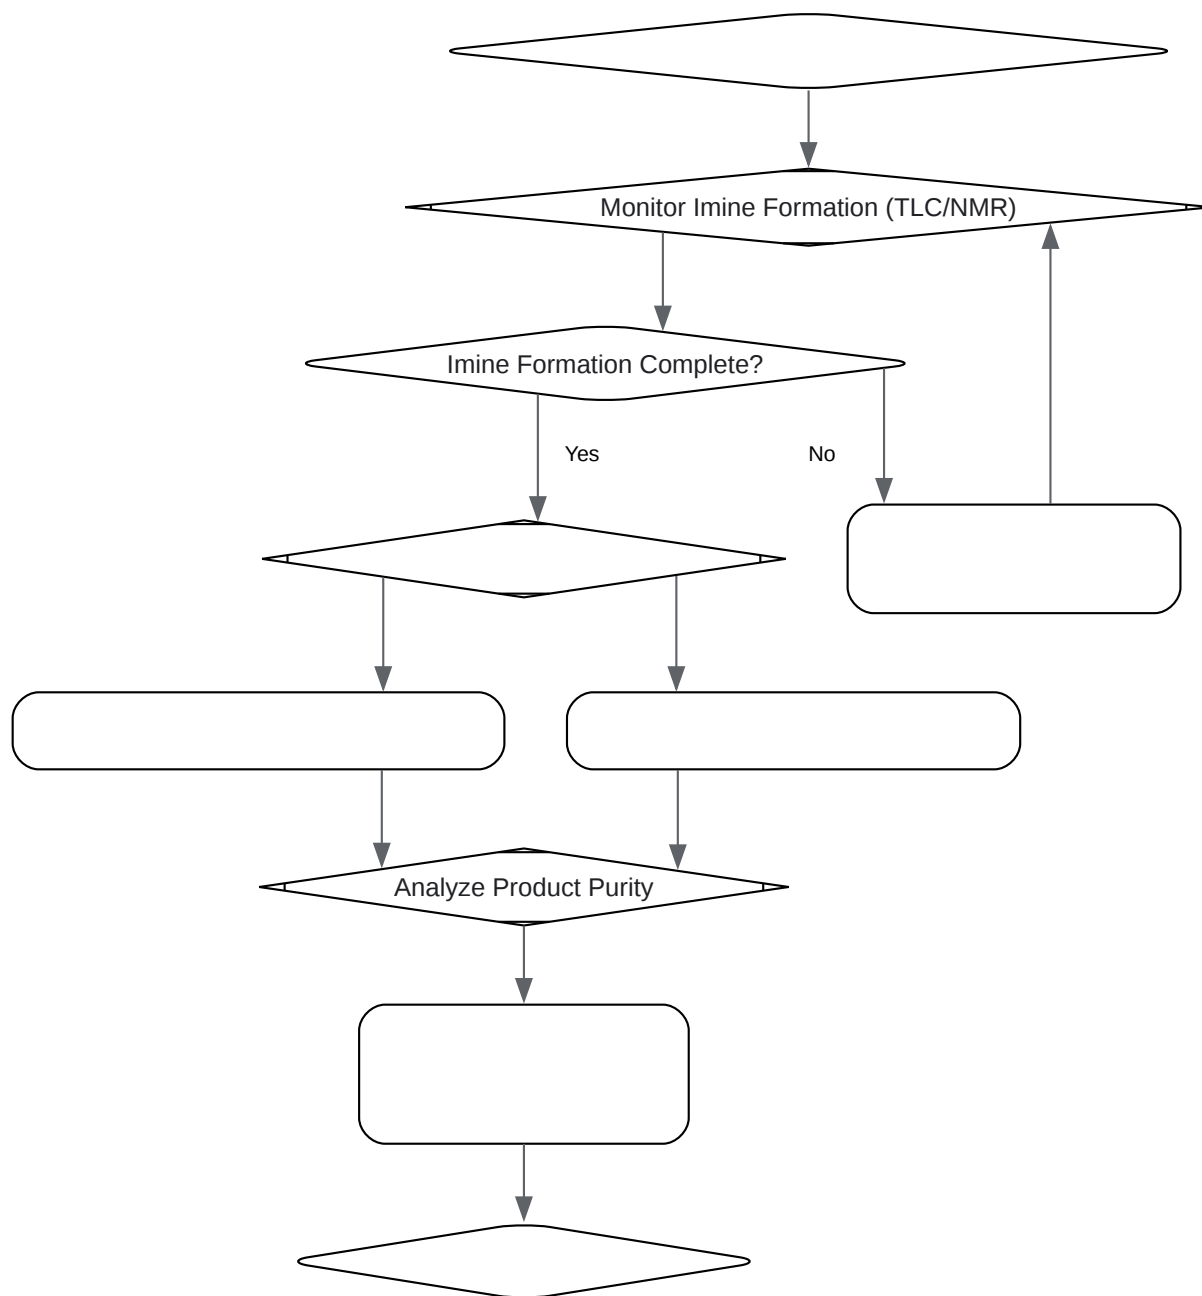 Monitor Imine Formation (TLC/NMR)
Imine Formation Complete?
Yes
No
Analyze Product Purity